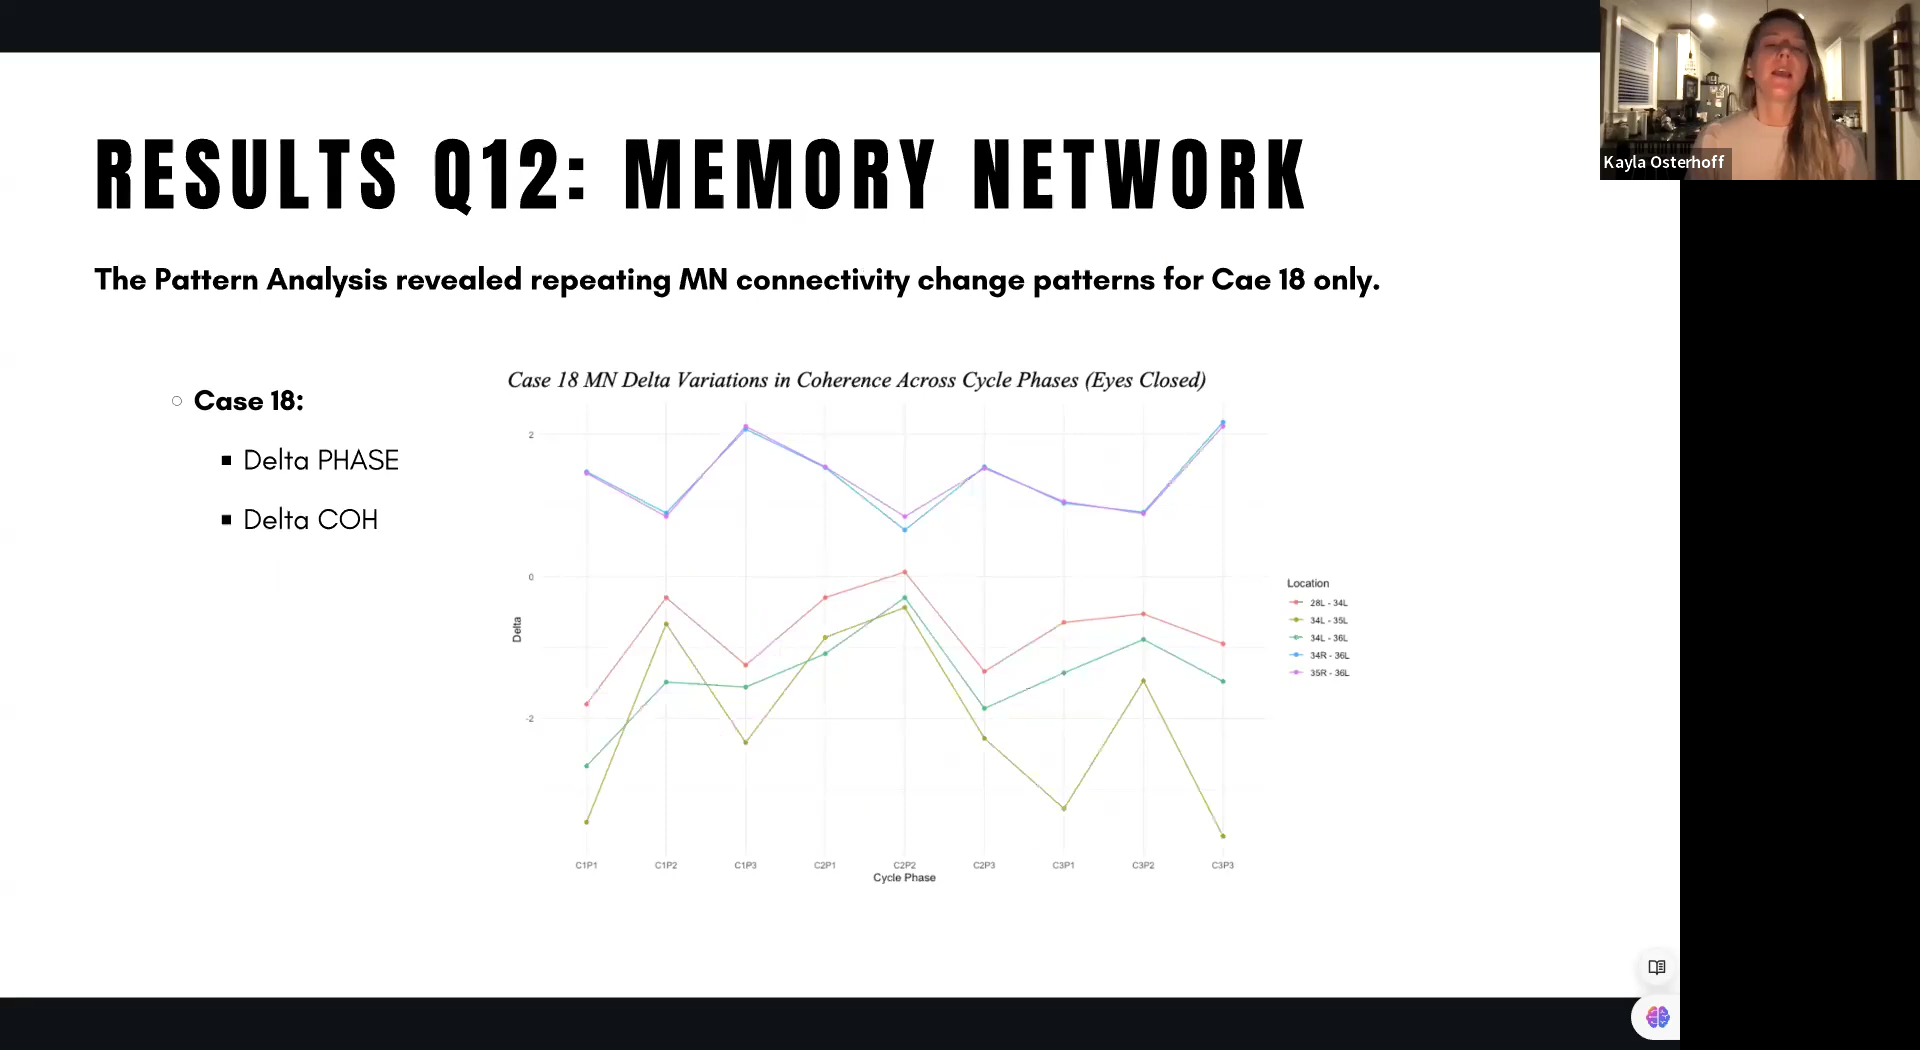 Kayla Osterhoff
RESULTS Q12: MEMORY NETWORK
The Pattern Analysis revealed repeating MN connectivity change patterns for Cae 18 only.
Case 18:
Delta PHASE
Delta COH
Case 18 MN Delta Variations in Coherence Across Cycle Phases (Eyes Closed)
2
0
-2
Delta
C1P1 C1P2 C1P3 C2P1 C2P2 C2P3 C3P1 C3P2 C3P3
Cycle Phase
Location
28L - 34L
34L - 35L
34L - 36L
34R - 36L
35R - 36L